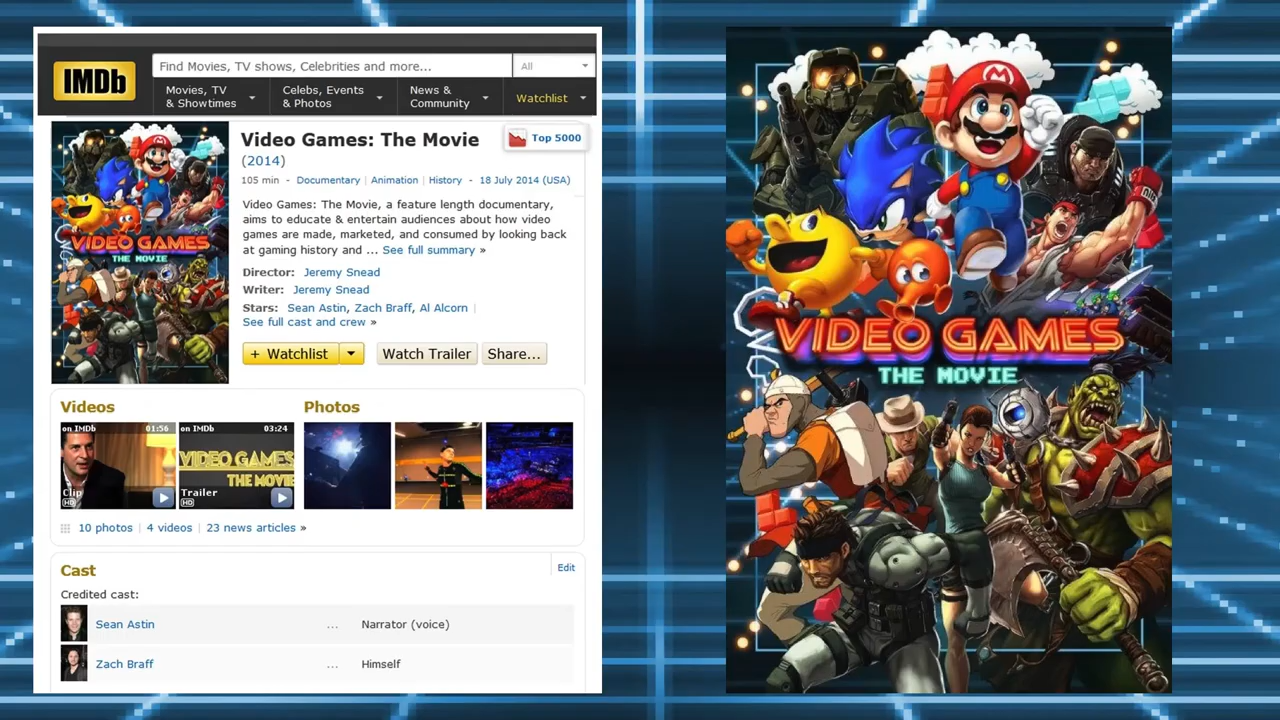 IMDb
Find Movies, TV shows, Celebrities and more...
All
Movies, TV
& Showtimes
Celebs, Events
& Photos
News &
Community
Watchlist
VIDEO GAMES
THE MOVIE
Video Games: The Movie
(2014)
Top 5000
105 min - Documentary | Animation | History - 18 July 2014 (USA)
Video Games: The Movie, a feature length documentary,
aims to educate & entertain audiences about how video
games are made, marketed, and consumed by looking back
at gaming history and ... See full summary »
Director: Jeremy Snead
Writer: Jeremy Snead
Stars: Sean Astin, Zach Braff, Al Alcorn |
See full cast and crew »
+ Watchlist
Watch Trailer
Share...
Videos
Photos
on IMDb 01:56
Clip
HD
on IMDb 03:24
VIDEO GAMES
THE MOVIE
Trailer
HD
10 photos | 4 videos | 23 news articles »
Cast
Edit
Credited cast:
Sean Astin ... Narrator (voice)
Zach Braff ... Himself
M
VIDEO GAMES
THE MOVIE